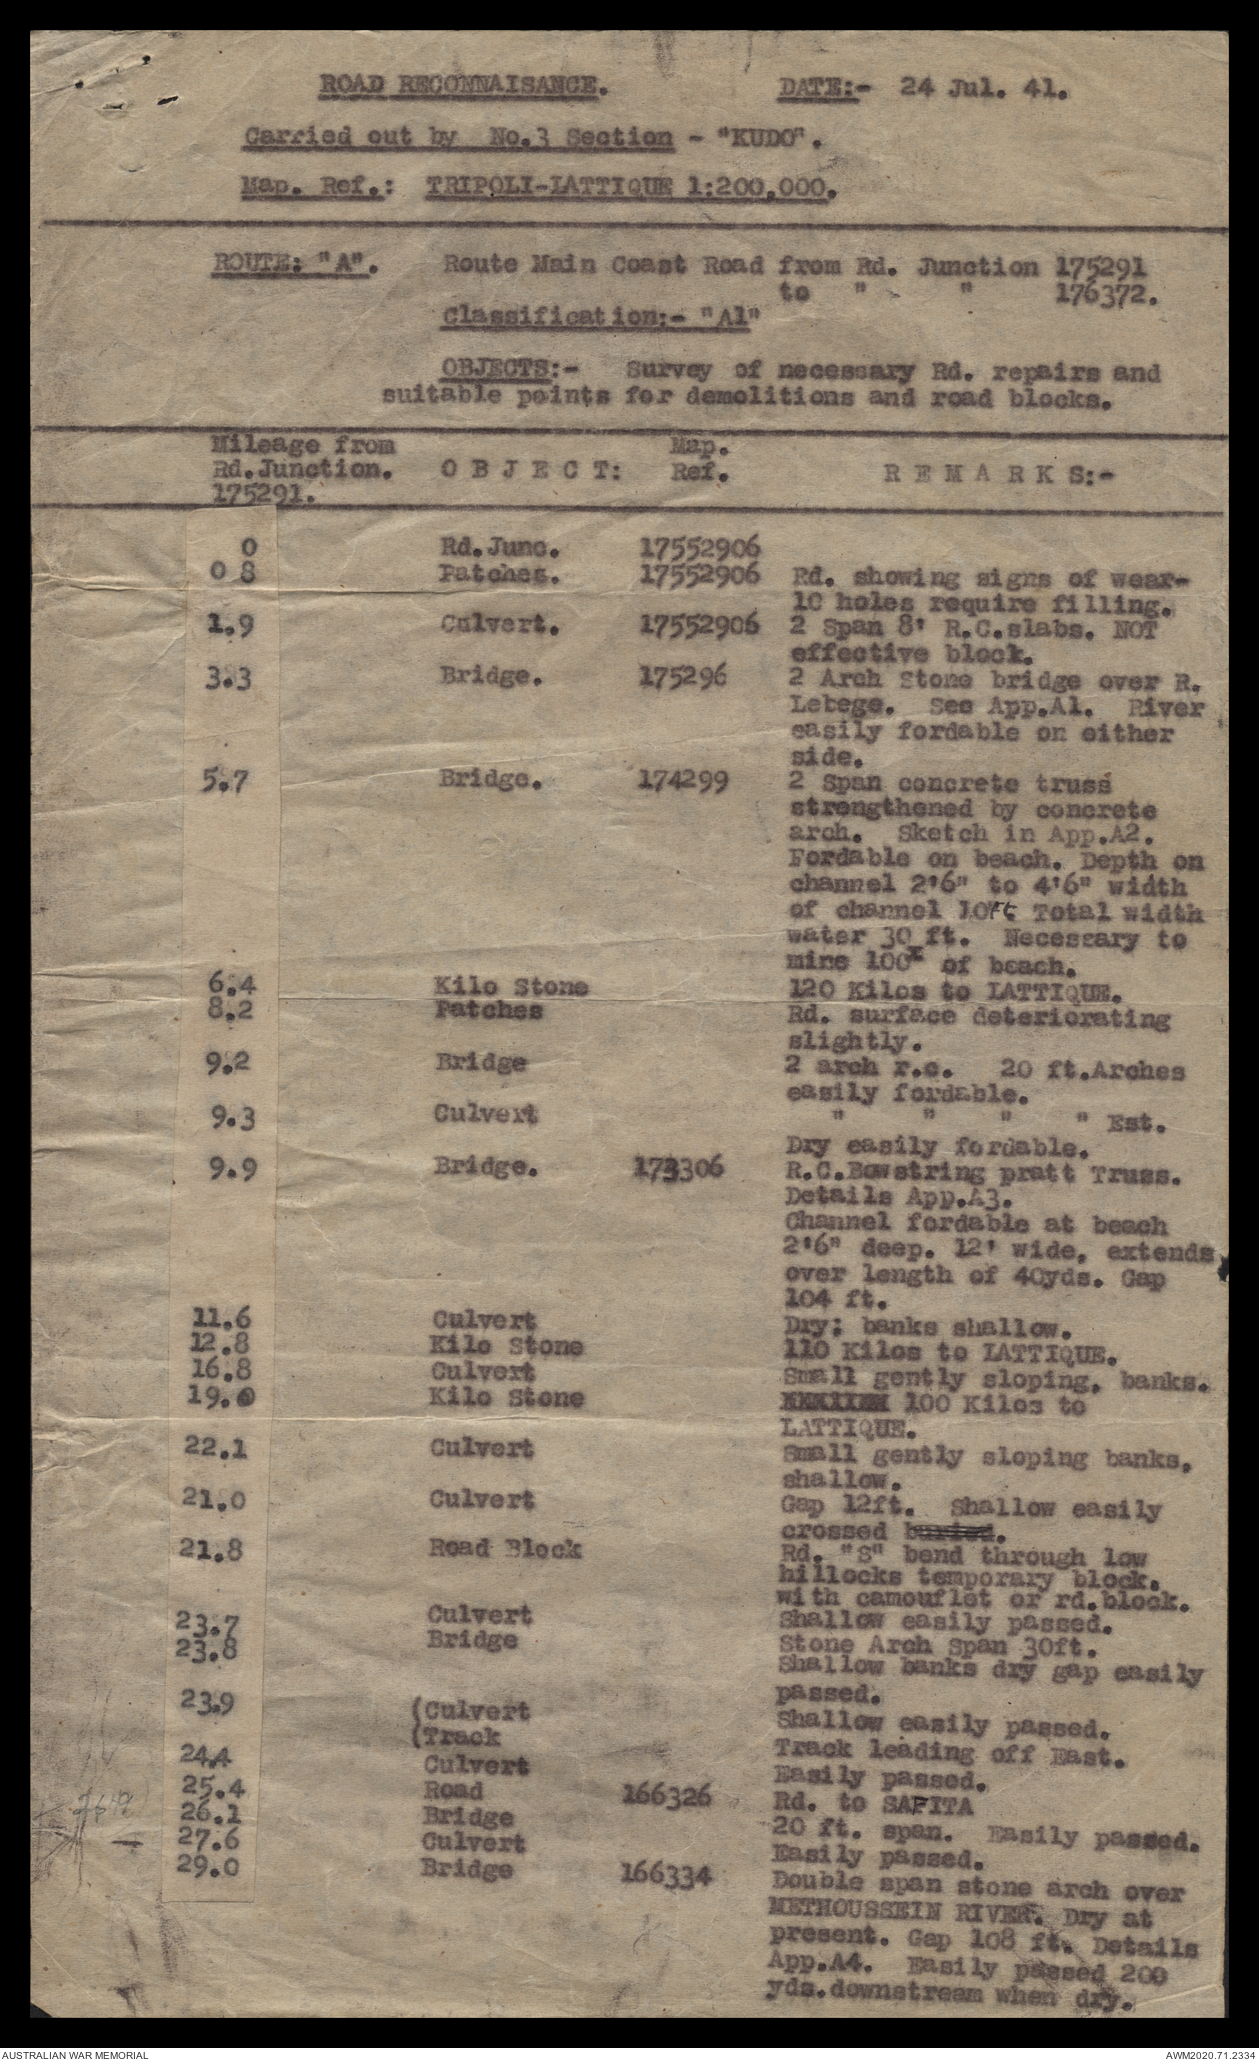 ROAD RECONNAISANCE. DATE:- 24 Jul. 41.
Carried out by No.3 Section - "KUDO".
Map. Ref.: TRIPOLI-LATTIQUE 1:200,000.
ROUTE: "A". Route Main Coast Road from Rd. Junction 175291
to " " 176372.
Classification:- "A1"
OBJECTS:- Survey of necessary Rd. repairs and
suitable points for demolitions and road blocks.
Mileage from Map.
Rd.Junction. O B J E C T: Ref. R E M A R K S:-
175291.
0 Rd.Junc. 17552906
0 8 Patches. 17552906 Rd. showing signs of wear-
10 holes require filling.
1.9 Culvert. 17552906 2 Span 8' R.C.slabs. NOT
effective block.
3.3 Bridge. 175296 2 Arch Stone bridge over R.
Lebege. See App.A1. River
easily fordable on either
side.
5.7 Bridge. 174299 2 Span concrete truss
strengthened by concrete
arch. Sketch in App.A2.
Fordable on beach. Depth on
channel 2'6" to 4'6" width
of channel 10ft. Total width
water 30 ft. Necessary to
mine 100x of beach.
6.4 Kilo Stone 120 Kilos to LATTIQUE.
8.2 Patches Rd. surface deteriorating
slightly.
9.2 Bridge 2 arch r.c. 20 ft.Arches
easily fordable.
9.3 Culvert " " " " Est.
Dry easily fordable.
9.9 Bridge. 173306 R.C.Bowstring pratt Truss.
Details App.A3.
Channel fordable at beach
2'6" deep. 12' wide, extends
over length of 40yds. Gap
104 ft.
11.6 Culvert Dry; banks shallow.
12.8 Kilo Stone 110 Kilos to LATTIQUE.
16.8 Culvert Small gently sloping, banks.
19.0 Kilo Stone 100 Kilos to
LATTIQUE.
22.1 Culvert Small gently sloping banks,
shallow.
21.0 Culvert Gap 12ft. Shallow easily
crossed buried.
21.8 Road Block Rd. "S" bend through low
hillocks temporary block.
with camouflet or rd.block.
23.7 Culvert Shallow easily passed.
23.8 Bridge Stone Arch Span 30ft.
Shallow banks dry gap easily
passed.
23.9 (Culvert Shallow easily passed.
(Track Track leading off East.
24.4 Culvert Easily passed.
25.4 Road 166326 Rd. to SAFITA
26.1 Bridge 20 ft. span. Easily passed.
27.6 Culvert Easily passed.
29.0 Bridge 166334 Double span stone arch over
METHOUSSEIN RIVER. Dry at
present. Gap 108 ft. Details
App.A4. Easily passed 200
yds.downstream when dry.
AUSTRALIAN WAR MEMORIAL AWM2020.71.2334